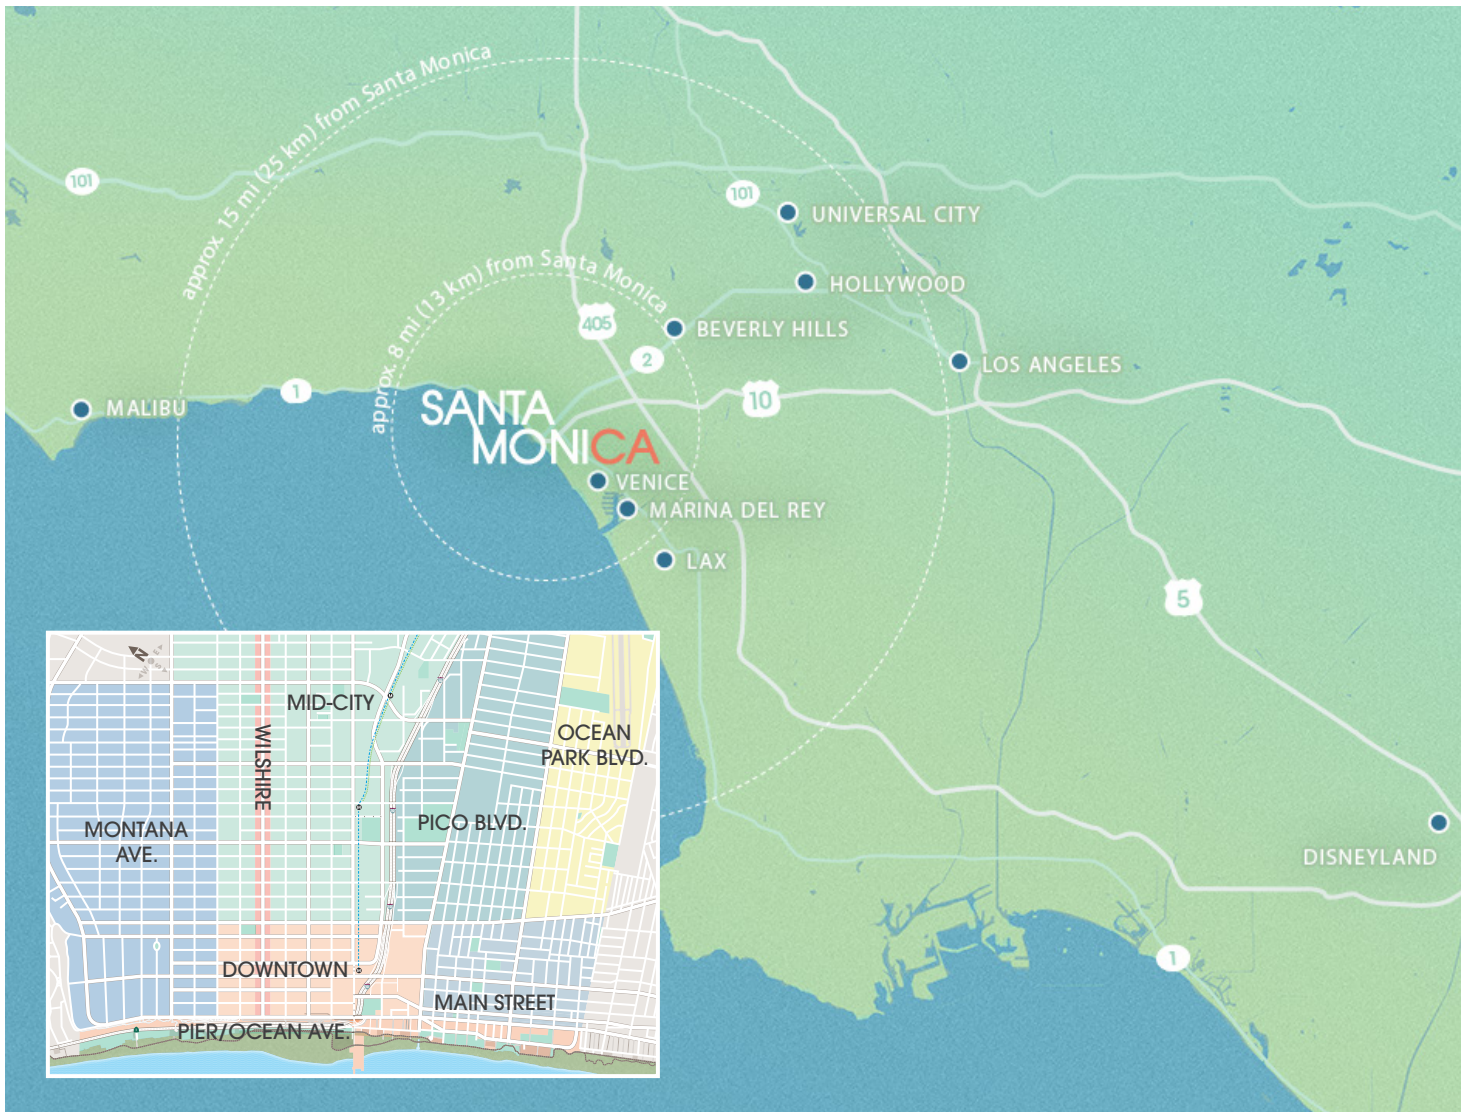 approx. 15 mi (25 km) from Santa Monica
101
101
UNIVERSAL CITY
approx. 8 mi (13 km) from Santa Monica
HOLLYWOOD
405
BEVERLY HILLS
2
LOS ANGELES
1
10
MALIBU
SANTA
MONICA
VENICE
MARINA DEL REY
LAX
5
N
MID-CITY
WILSHIRE
OCEAN
PARK BLVD.
MONTANA
AVE.
PICO BLVD.
DISNEYLAND
DOWNTOWN
1
MAIN STREET
PIER/OCEAN AVE.